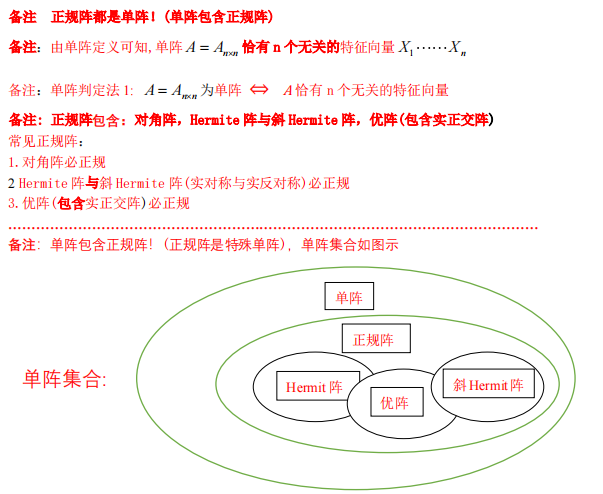 备注 正规阵都是单阵！(单阵包含正规阵)
备注：由单阵定义可知,单阵 A = Aₙₓₙ 恰有 n 个无关的特征向量 X₁⋯⋯Xₙ
备注：单阵判定法 1: A = Aₙₓₙ 为单阵 ⇔ A恰有 n 个无关的特征向量
备注：正规阵包含：对角阵，Hermite 阵与斜 Hermite 阵，优阵(包含实正交阵)
常见正规阵：
1.对角阵必正规
2 Hermite 阵与斜 Hermite 阵(实对称与实反对称)必正规
3.优阵(包含实正交阵)必正规
备注：单阵包含正规阵！(正规阵是特殊单阵)，单阵集合如图示
单阵
正规阵
单阵集合:
Hermit 阵
优阵
斜 Hermit 阵